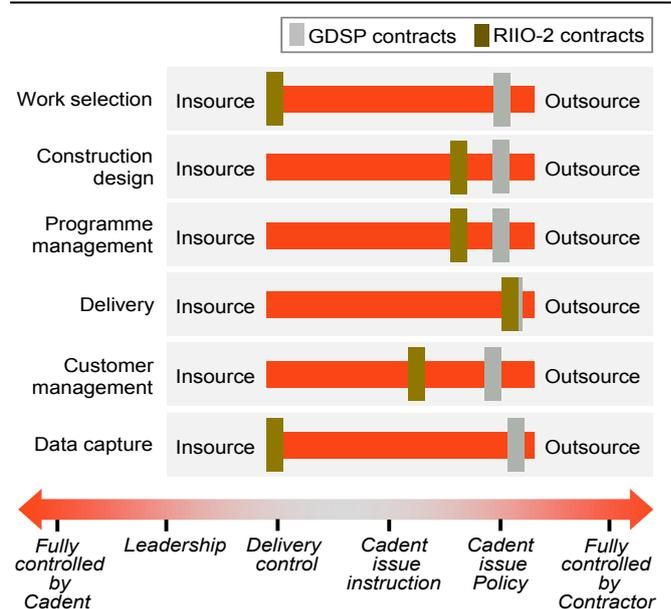 GDSP contracts RIIO-2 contracts
Work selection Insource Outsource
Construction
design
Insource Outsource
Programme
management
Insource Outsource
Delivery Insource Outsource
Customer
management
Insource Outsource
Data capture Insource Outsource
Fully
controlled
by
Cadent
Leadership
Delivery
control
Cadent
issue
instruction
Cadent
issue
Policy
Fully
controlled
by
Contractor